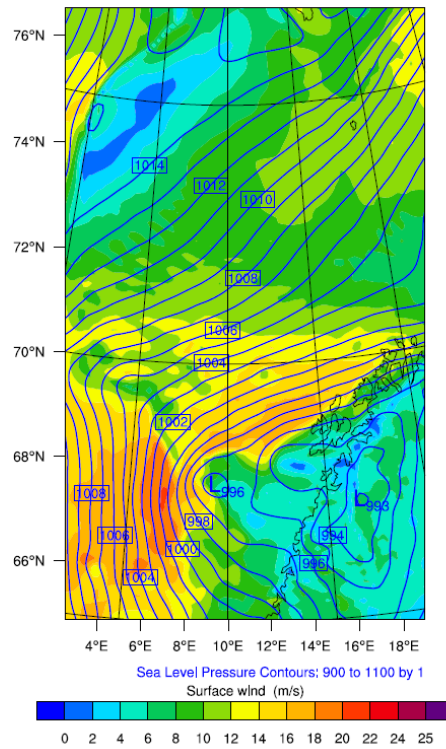 76°N
74°N
1014
1012
1010
72°N
1008
1006
70°N
1004
1002
68°N
L996
1008
L993
998
1006
994
1000
66°N
996
1004
4°E 6°E 8°E 10°E 12°E 14°E 16°E 18°E
Sea Level Pressure Contours: 900 to 1100 by 1
Surface wind (m/s)
0 2 4 6 8 10 12 14 16 18 20 22 24 25